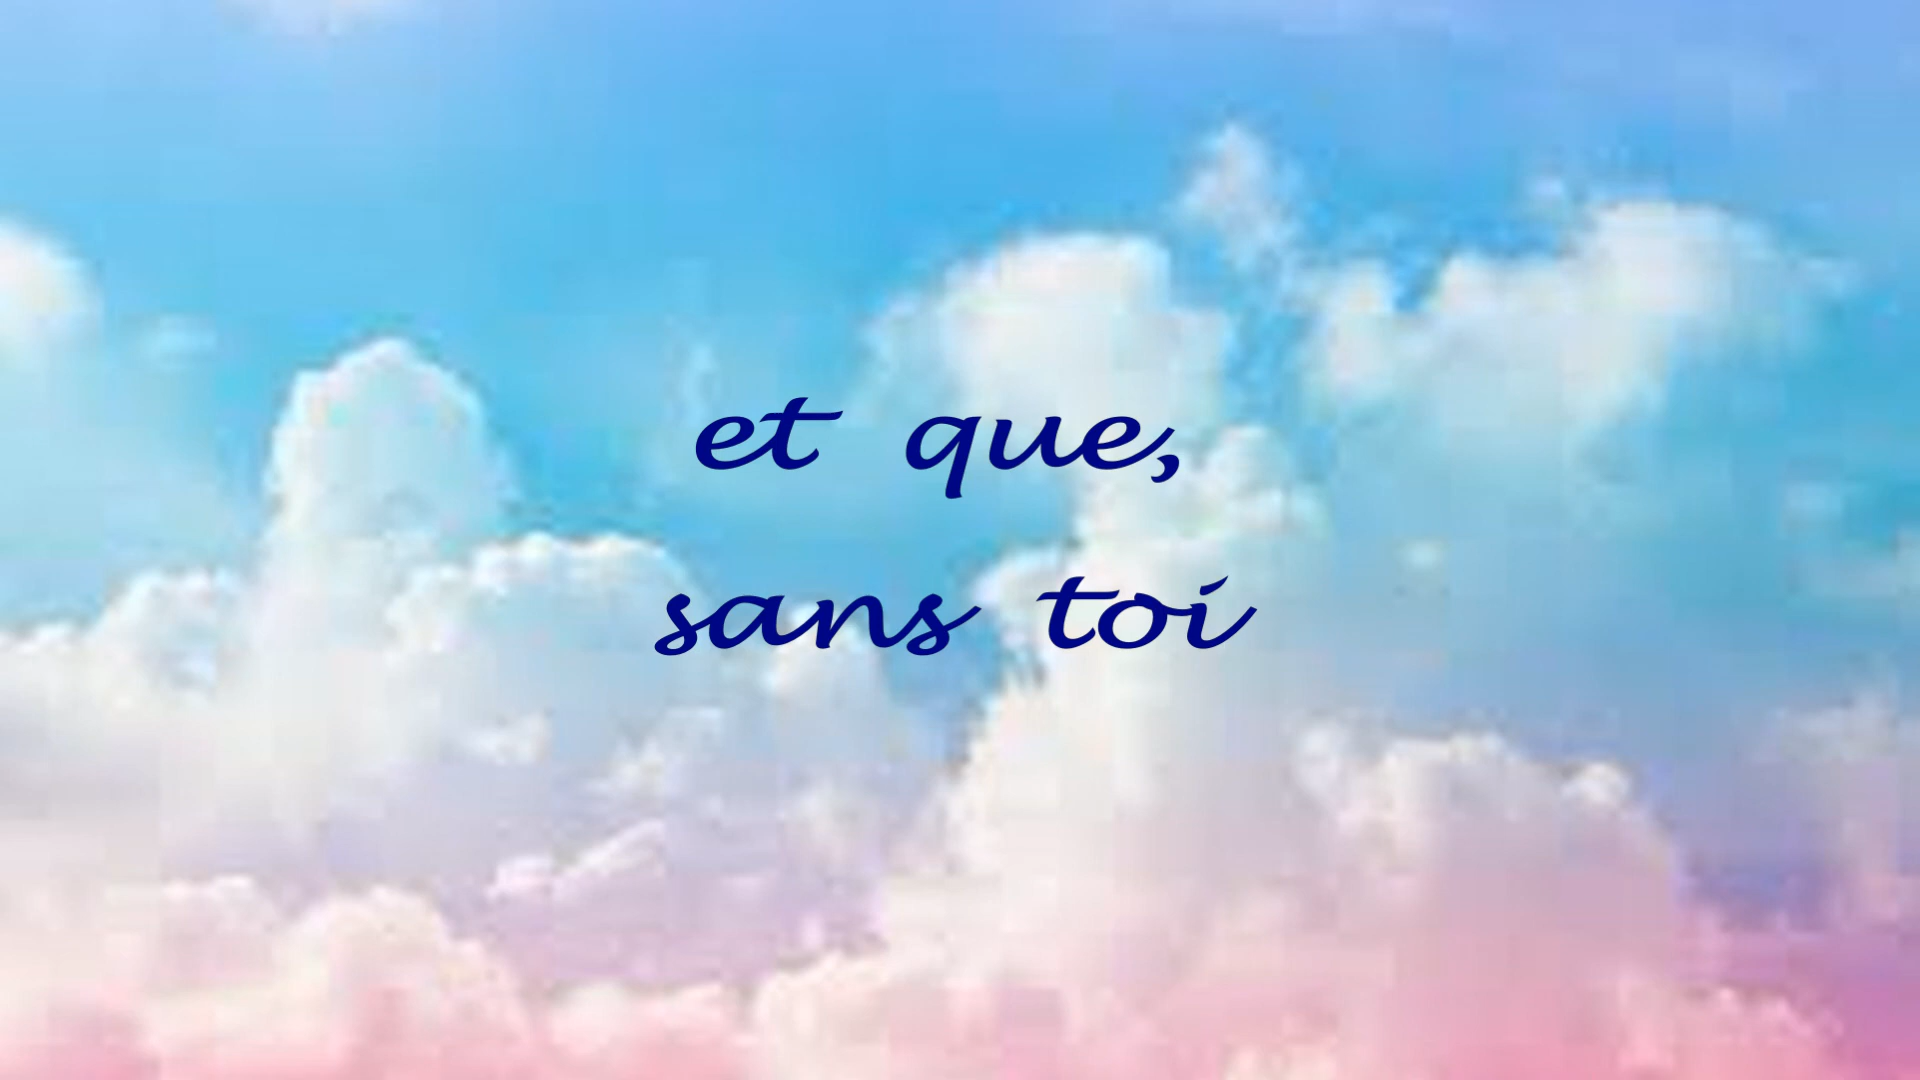 et que,
sans toi